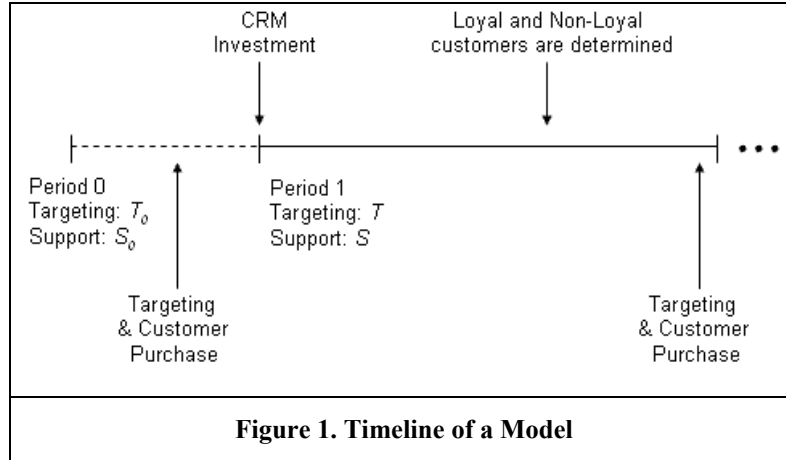 CRM
Investment
Loyal and Non-Loyal
customers are determined
Period 0
Targeting: T₀
Support: S₀
Period 1
Targeting: T
Support: S
Targeting
& Customer
Purchase
Targeting
& Customer
Purchase
Figure 1. Timeline of a Model